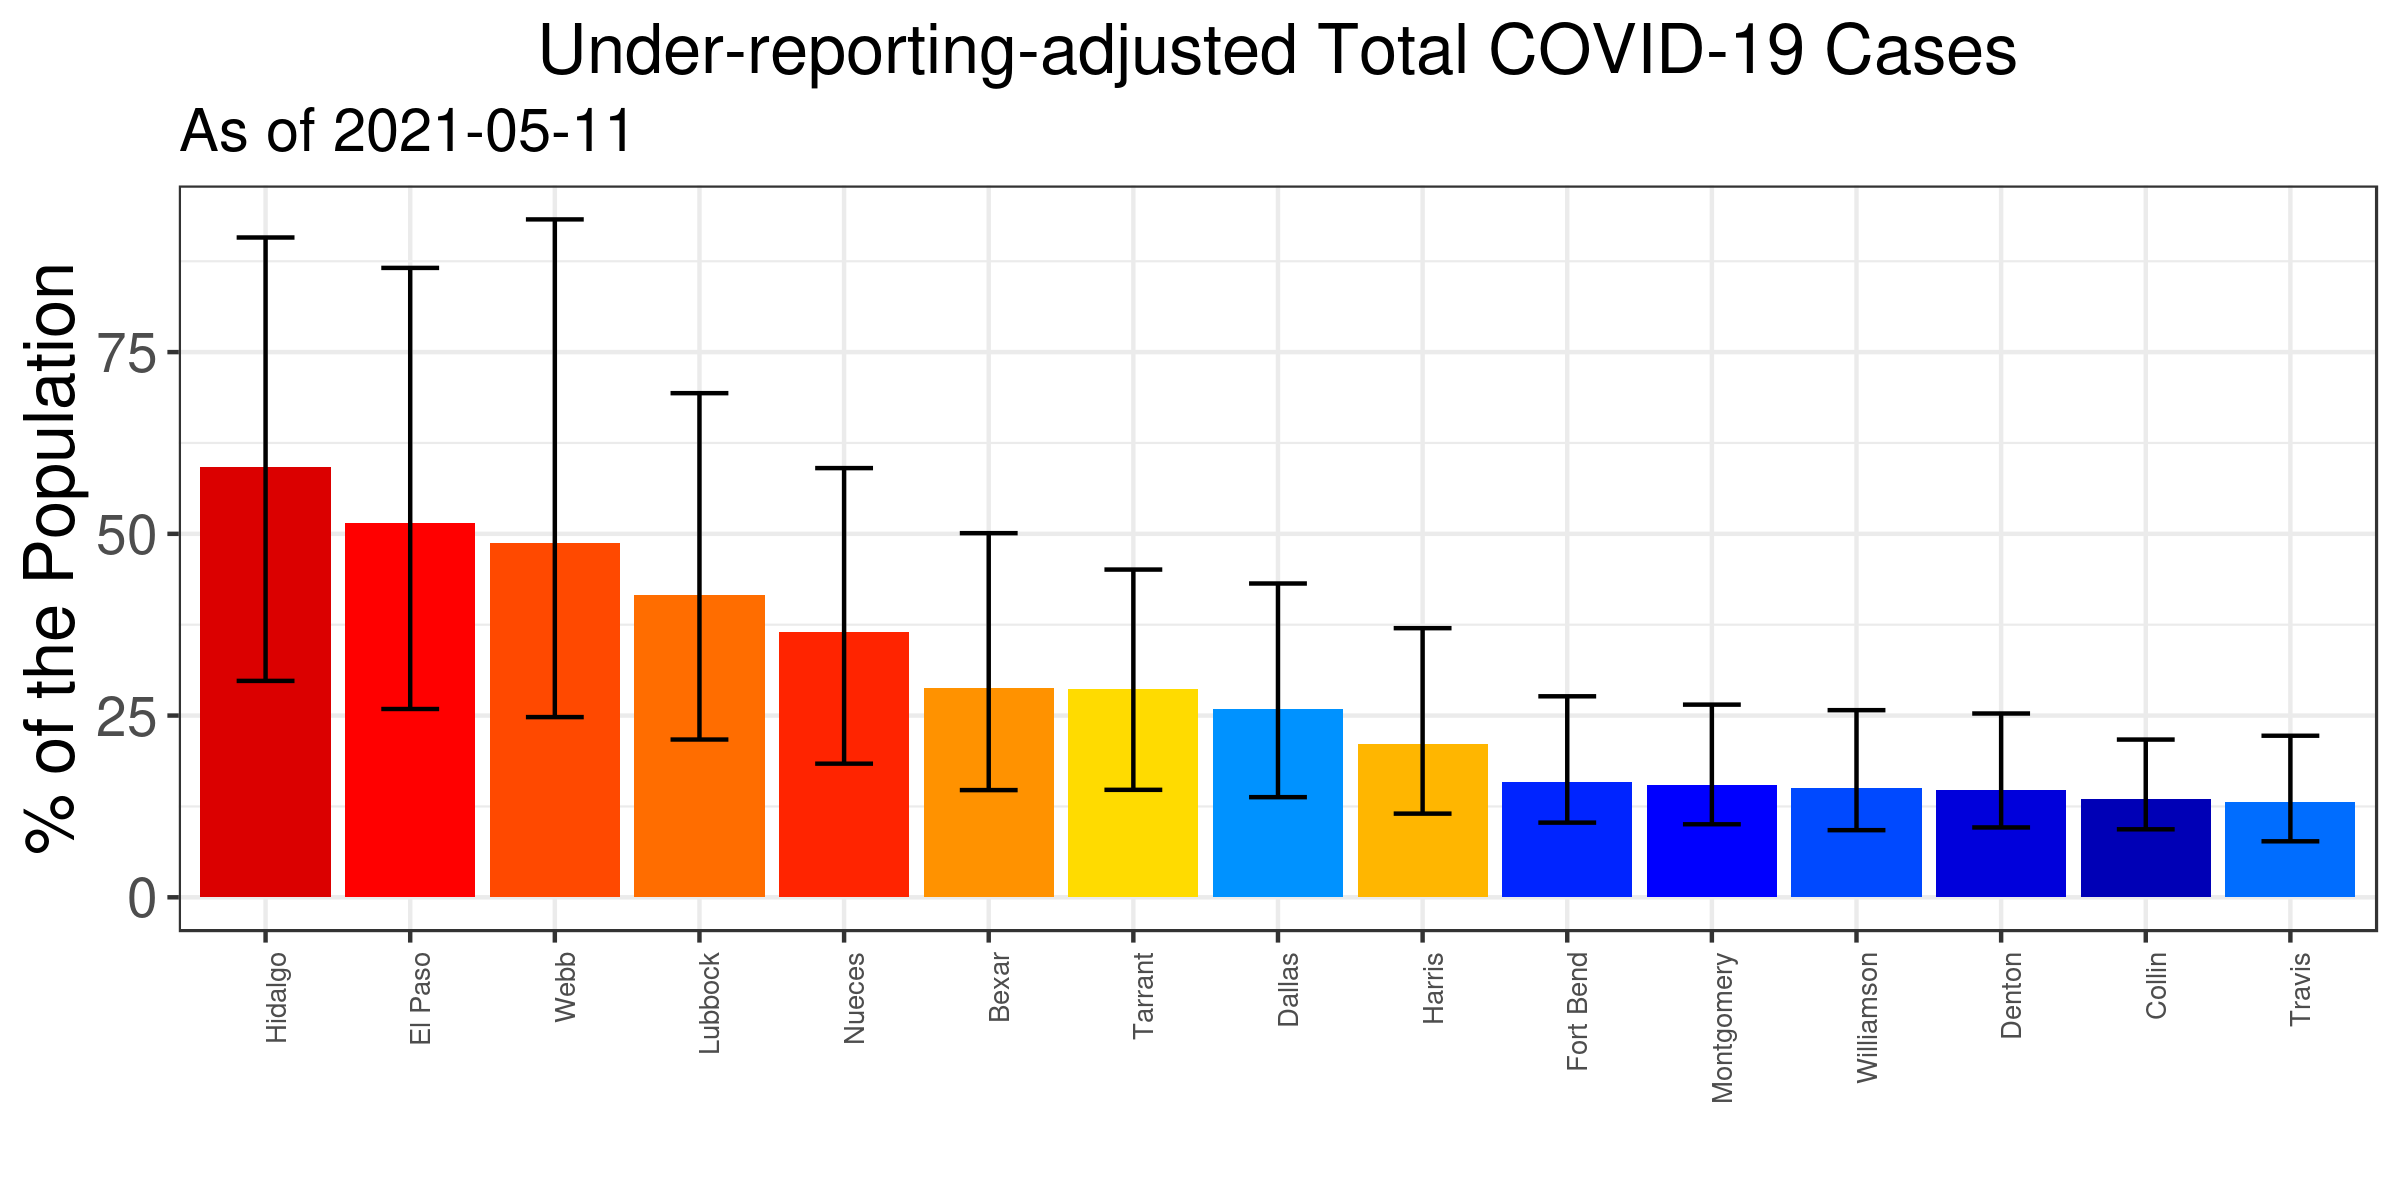 Under-reporting-adjusted Total COVID-19 Cases
As of 2021-05-11
% of the Population
75
50
25
0
Hidalgo
El Paso
Webb
Lubbock
Nueces
Bexar
Tarrant
Dallas
Harris
Fort Bend
Montgomery
Williamson
Denton
Collin
Travis